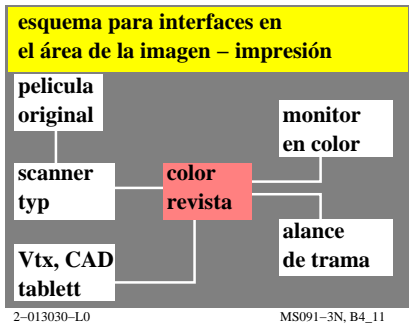 esquema para interfaces en
el área de la imagen – impresión
pelicula
original
monitor
en color
scanner
typ
color
revista
alance
de trama
Vtx, CAD
tablett
2–013030–L0
MS091–3N, B4_11